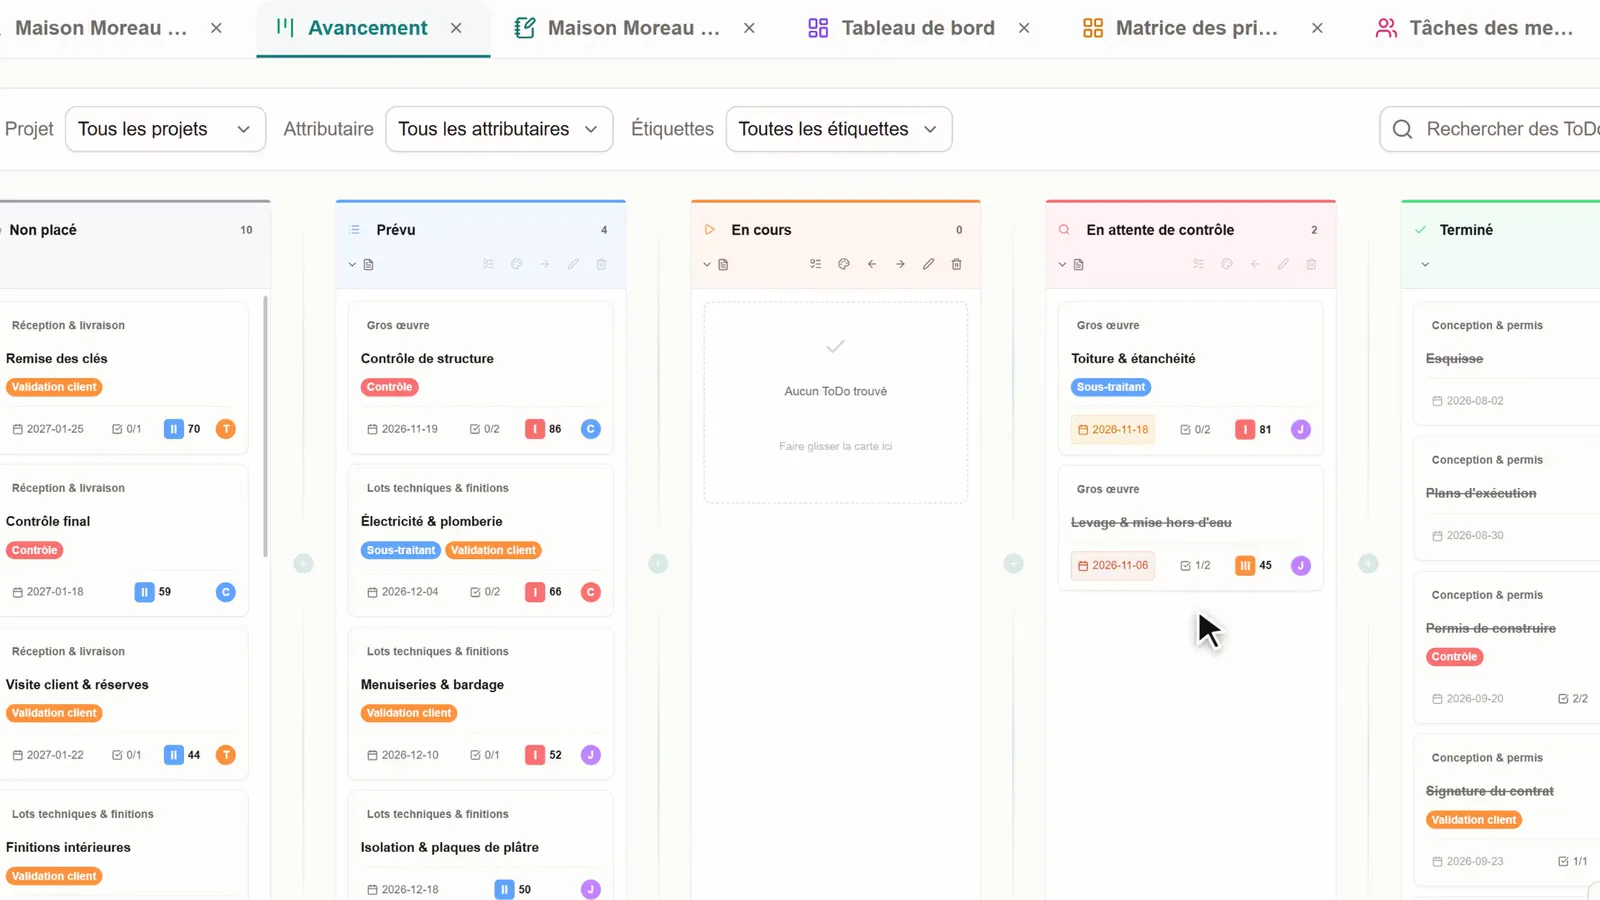 Maison Moreau ...
Avancement
Maison Moreau ...
Tableau de bord
Matrice des pri...
Tâches des me...
Projet
Tous les projets
Attributaire
Tous les attributaires
Étiquettes
Toutes les étiquettes
Rechercher des ToDo
Non placé
10
Réception & livraison
Remise des clés
Validation client
2027-01-25
0/1
II
70
T
Réception & livraison
Contrôle final
Contrôle
2027-01-18
II
59
C
Réception & livraison
Visite client & réserves
Validation client
2027-01-22
0/1
II
44
T
Lots techniques & finitions
Finitions intérieures
Validation client
Prévu
4
Gros œuvre
Contrôle de structure
Contrôle
2026-11-19
0/2
I
86
C
Lots techniques & finitions
Électricité & plomberie
Sous-traitant
Validation client
2026-12-04
0/2
I
66
C
Lots techniques & finitions
Menuiseries & bardage
Validation client
2026-12-10
0/1
I
52
J
Lots techniques & finitions
Isolation & plaques de plâtre
2026-12-18
II
50
J
En cours
0
Aucun ToDo trouvé
Faire glisser la carte ici
En attente de contrôle
2
Gros œuvre
Toiture & étanchéité
Sous-traitant
2026-11-18
0/2
I
81
J
Gros œuvre
Levage & mise hors d'eau
2026-11-06
1/2
III
45
J
Terminé
Conception & permis
Esquisse
2026-08-02
Conception & permis
Plans d'exécution
2026-08-30
Conception & permis
Permis de construire
Contrôle
2026-09-20
2/2
Conception & permis
Signature du contrat
Validation client
2026-09-23
1/1